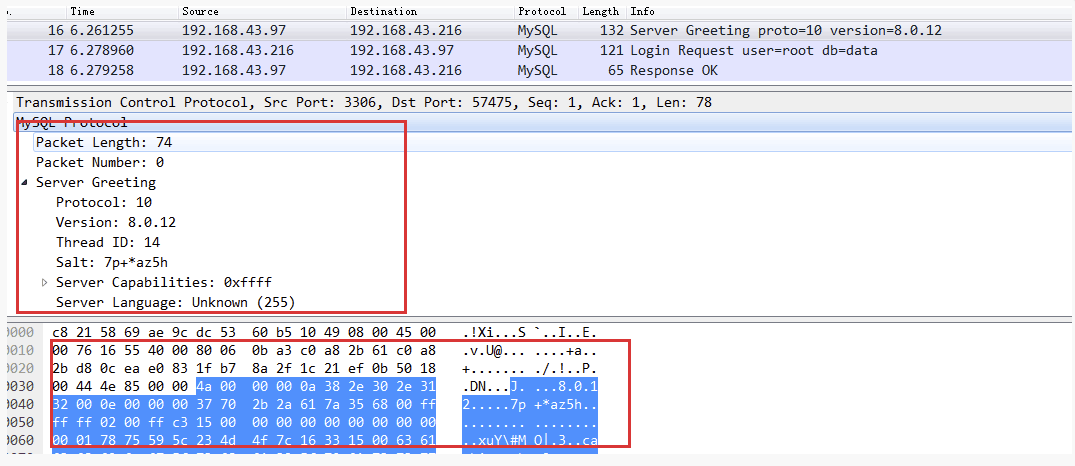 Time Source Destination Protocol Length Info
16 6.261255 192.168.43.97 192.168.43.216 MySQL 132 Server Greeting proto=10 version=8.0.12
17 6.278960 192.168.43.216 192.168.43.97 MySQL 121 Login Request user=root db=data
18 6.279258 192.168.43.97 192.168.43.216 MySQL 65 Response OK
Transmission Control Protocol, Src Port: 3306, Dst Port: 57475, Seq: 1, Ack: 1, Len: 78
MySQL Protocol
Packet Length: 74
Packet Number: 0
Server Greeting
Protocol: 10
Version: 8.0.12
Thread ID: 14
Salt: 7p+*az5h
Server Capabilities: 0xffff
Server Language: Unknown (255)
0000 c8 21 58 69 ae 9c dc 53 60 b5 10 49 08 00 45 00 .!Xi...S `..I..E.
0010 00 76 16 55 40 00 80 06 0b a3 c0 a8 2b 61 c0 a8 .v.U@... ....+a..
0020 2b d8 0c ea e0 83 1f b7 8a 2f 1c 21 ef 0b 50 18 +....... ./.!..P.
0030 00 44 4e 85 00 00 4a 00 00 00 0a 38 2e 30 2e 31 .DN...J. ...8.0.1
0040 32 00 0e 00 00 00 37 70 2b 2a 61 7a 35 68 00 ff 2.....7p +*az5h..
0050 ff ff 02 00 ff c3 15 00 00 00 00 00 00 00 00 00 ........ ........
0060 00 01 78 75 59 5c 23 4d 4f 7c 16 33 15 00 63 61 ..xuY\#M O|.3..ca